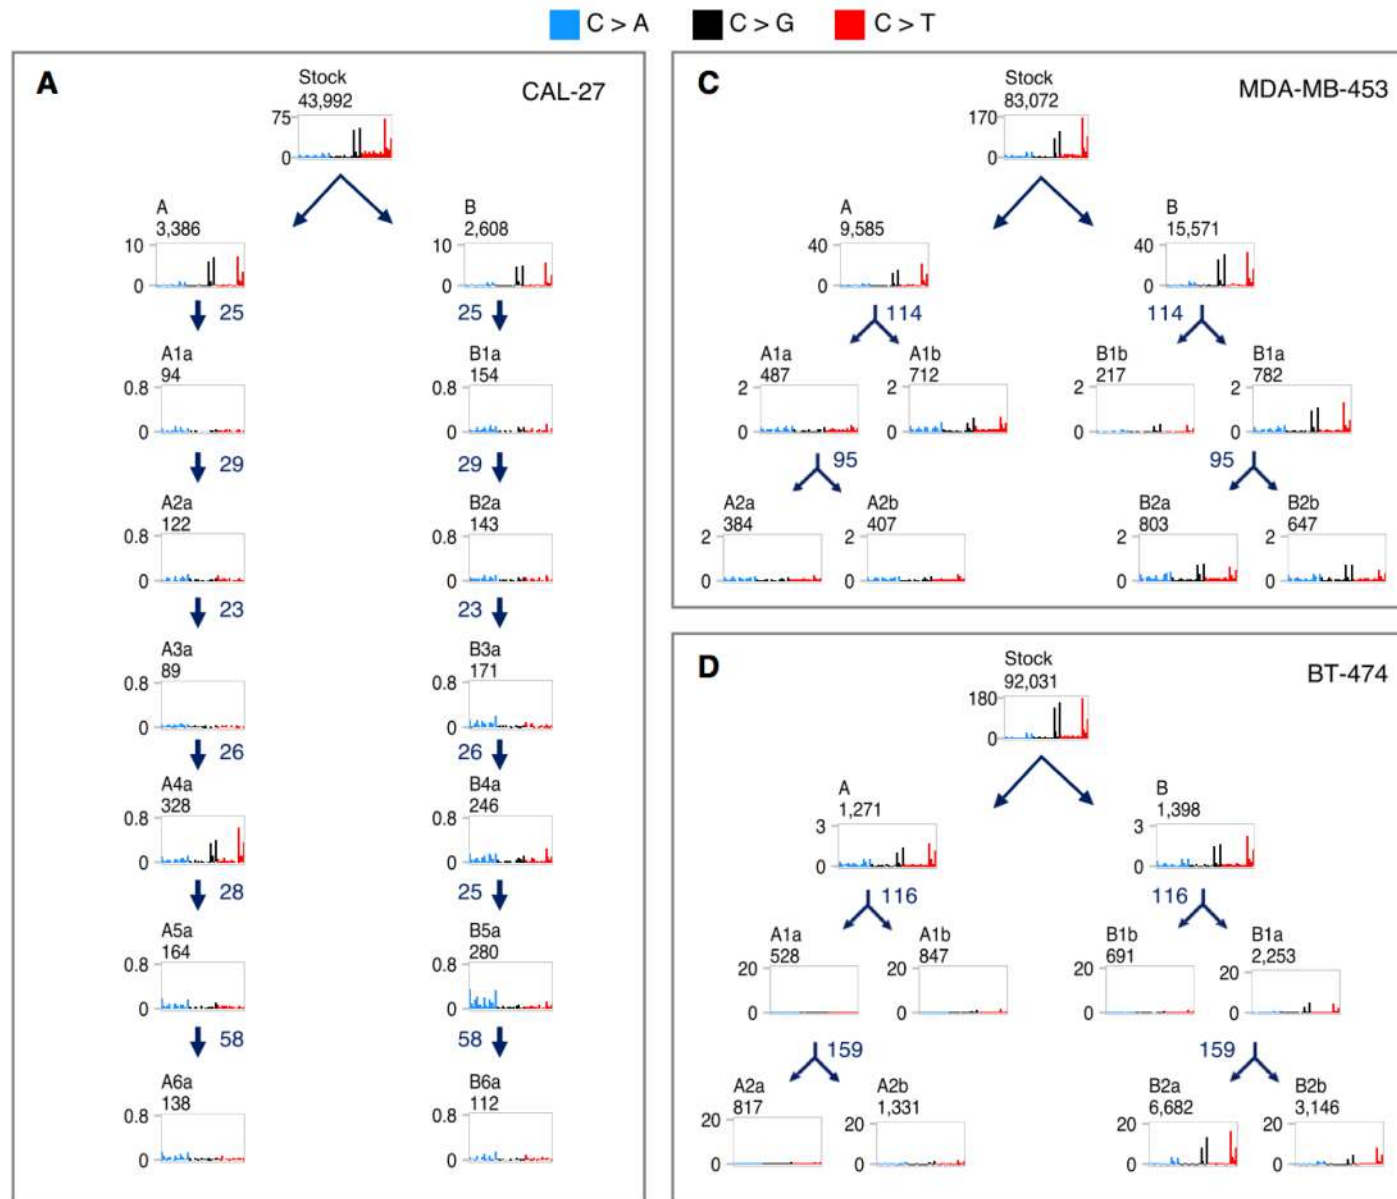 C > A C > G C > T
A
CAL-27
Stock
43,992
75
0
A
3,386
10
0
B
2,608
10
0
25
25
A1a
94
0.8
0
B1a
154
0.8
0
29
29
A2a
122
0.8
0
B2a
143
0.8
0
23
23
A3a
89
0.8
0
B3a
171
0.8
0
26
26
A4a
328
0.8
0
B4a
246
0.8
0
28
25
A5a
164
0.8
0
B5a
280
0.8
0
58
58
A6a
138
0.8
0
B6a
112
0.8
0
C
MDA-MB-453
Stock
83,072
170
0
A
9,585
40
0
B
15,571
40
0
114
114
A1a
487
2
0
A1b
712
2
0
B1b
217
2
0
B1a
782
2
0
95
95
A2a
384
2
0
A2b
407
2
0
B2a
803
2
0
B2b
647
2
0
D
BT-474
Stock
92,031
180
0
A
1,271
3
0
B
1,398
3
0
116
116
A1a
528
20
0
A1b
847
20
0
B1b
691
20
0
B1a
2,253
20
0
159
159
A2a
817
20
0
A2b
1,331
20
0
B2a
6,682
20
0
B2b
3,146
20
0